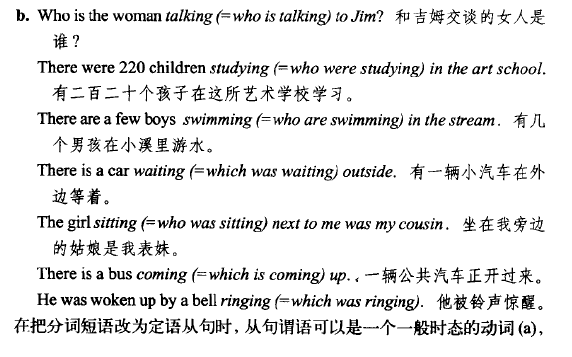 b. Who is the woman talking (=who is talking) to Jim? 和吉姆交谈的女人是
谁？
There were 220 children studying (=who were studying) in the art school.
有二百二十个孩子在这所艺术学校学习。
There are a few boys swimming (=who are swimming) in the stream. 有几
个男孩在小溪里游水。
There is a car waiting (=which was waiting) outside. 有一辆小汽车在外
边等着。
The girl sitting (=who was sitting) next to me was my cousin. 坐在我旁边
的姑娘是我表妹。
There is a bus coming (=which is coming) up. 一辆公共汽车正开过来。
He was woken up by a bell ringing (=which was ringing). 他被铃声惊醒。
在把分词短语改为定语从句时，从句谓语可以是一个一般时态的动词(a)，